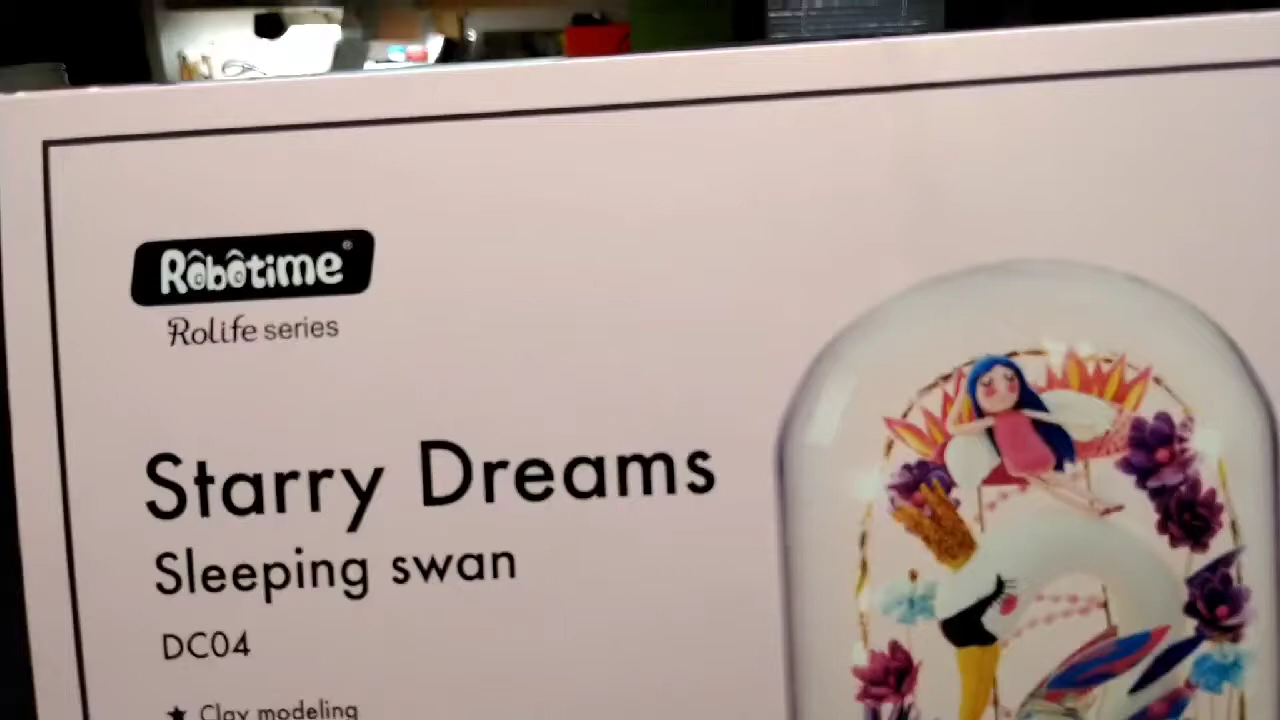 Robotime®
Rolife series
Starry Dreams
Sleeping swan
DC04
★ Clay modeling